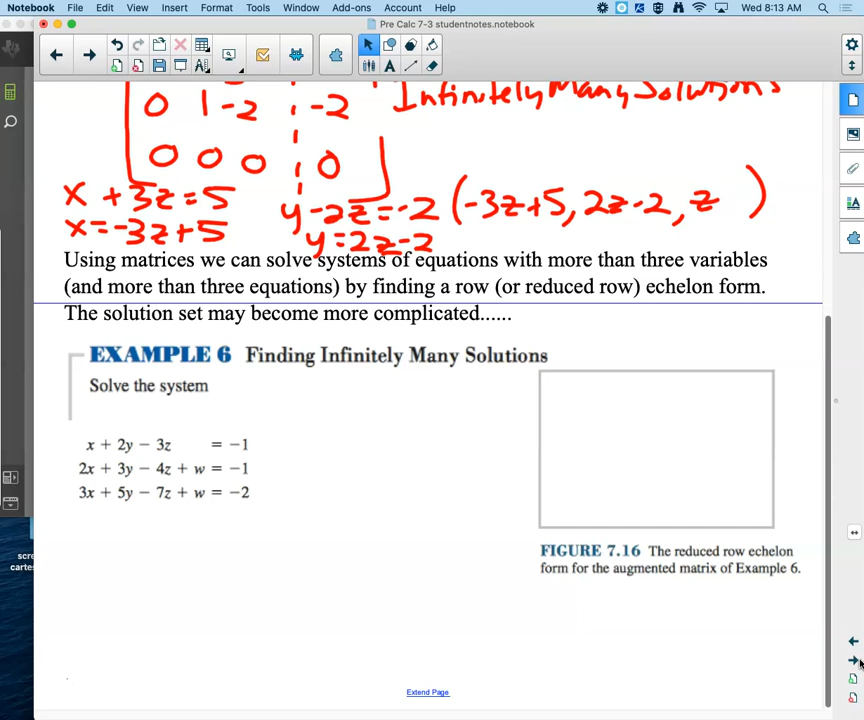 Notebook File Edit View Insert Format Tools Window Add-ons Account Help Wed 8:13 AM
Pre Calc 7-3 studentnotes.notebook
0 1 -2 -2 Infinitely Many Solutions
0 0 0 0
x + 3z = 5 y - 2z = -2 (-3z+5, 2z-2, z )
x = -3z + 5 y = 2z - 2
Using matrices we can solve systems of equations with more than three variables
(and more than three equations) by finding a row (or reduced row) echelon form.
The solution set may become more complicated......
EXAMPLE 6 Finding Infinitely Many Solutions
Solve the system
x + 2y − 3z = −1
2x + 3y − 4z + w = −1
3x + 5y − 7z + w = −2
FIGURE 7.16 The reduced row echelon
form for the augmented matrix of Example 6.
Extend Page